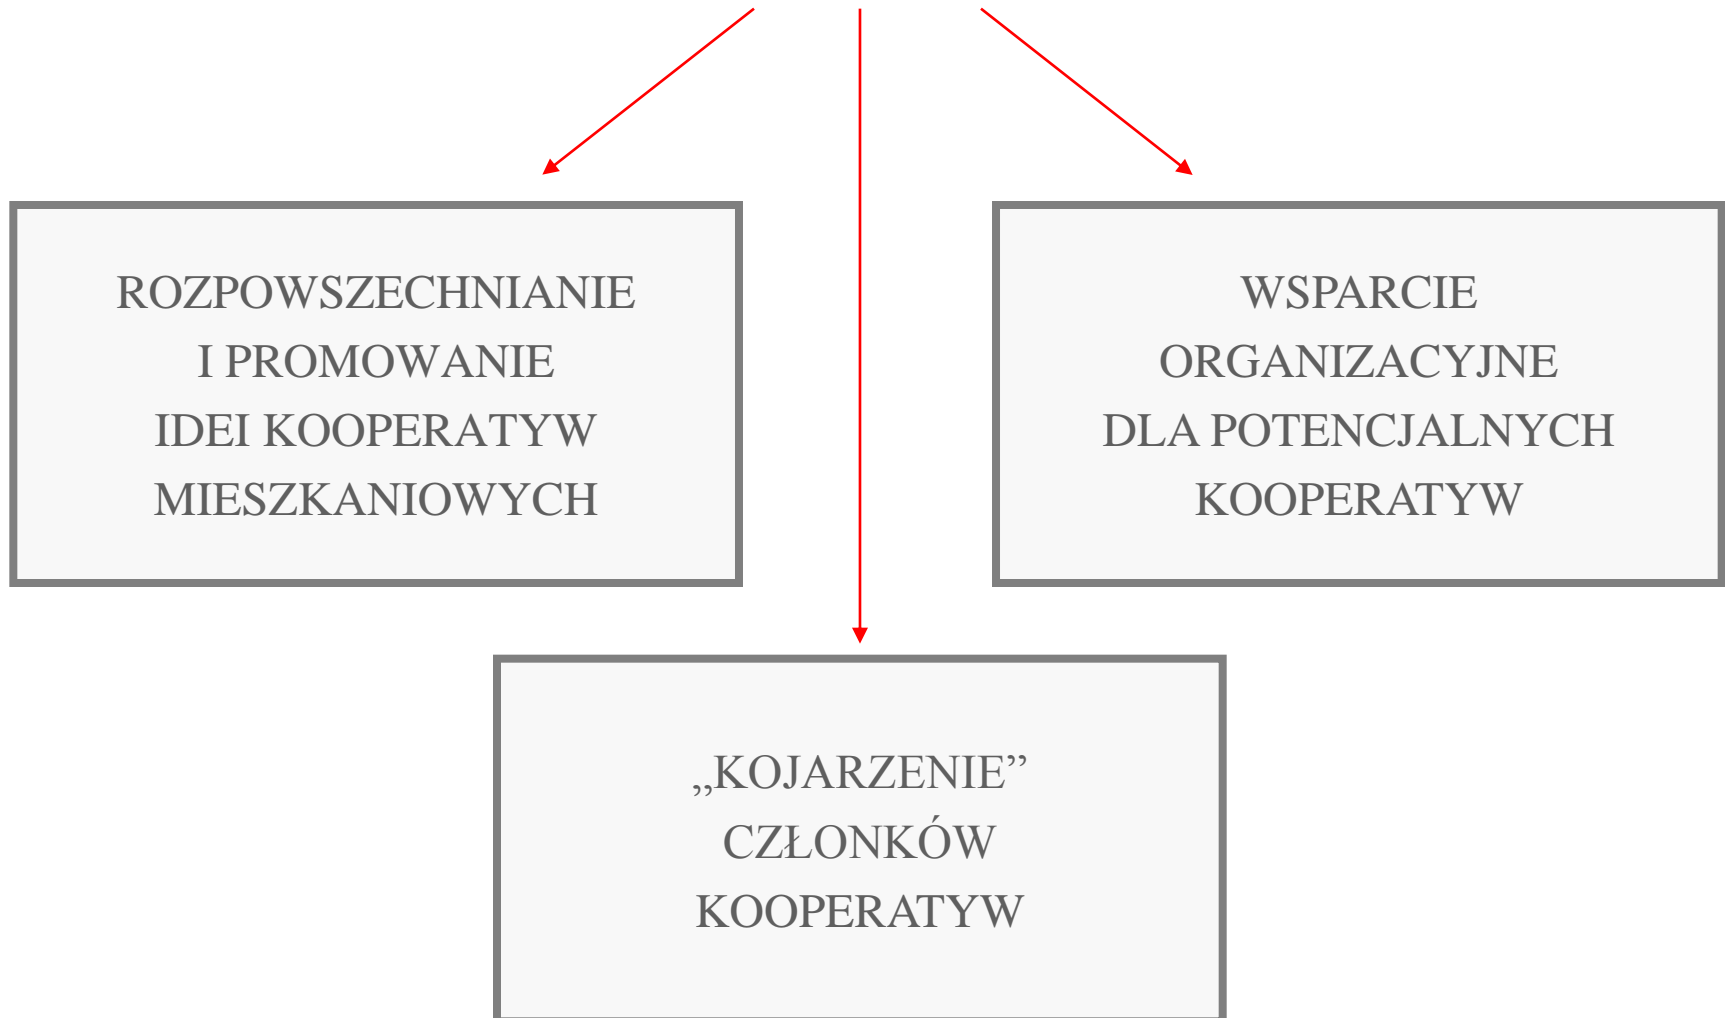 ROZPOWSZECHNIANIE
I PROMOWANIE
IDEI KOOPERATYW
MIESZKANIOWYCH
WSPARCIE
ORGANIZACYJNE
DLA POTENCJALNYCH
KOOPERATYW
„KOJARZENIE”
CZŁONKÓW
KOOPERATYW